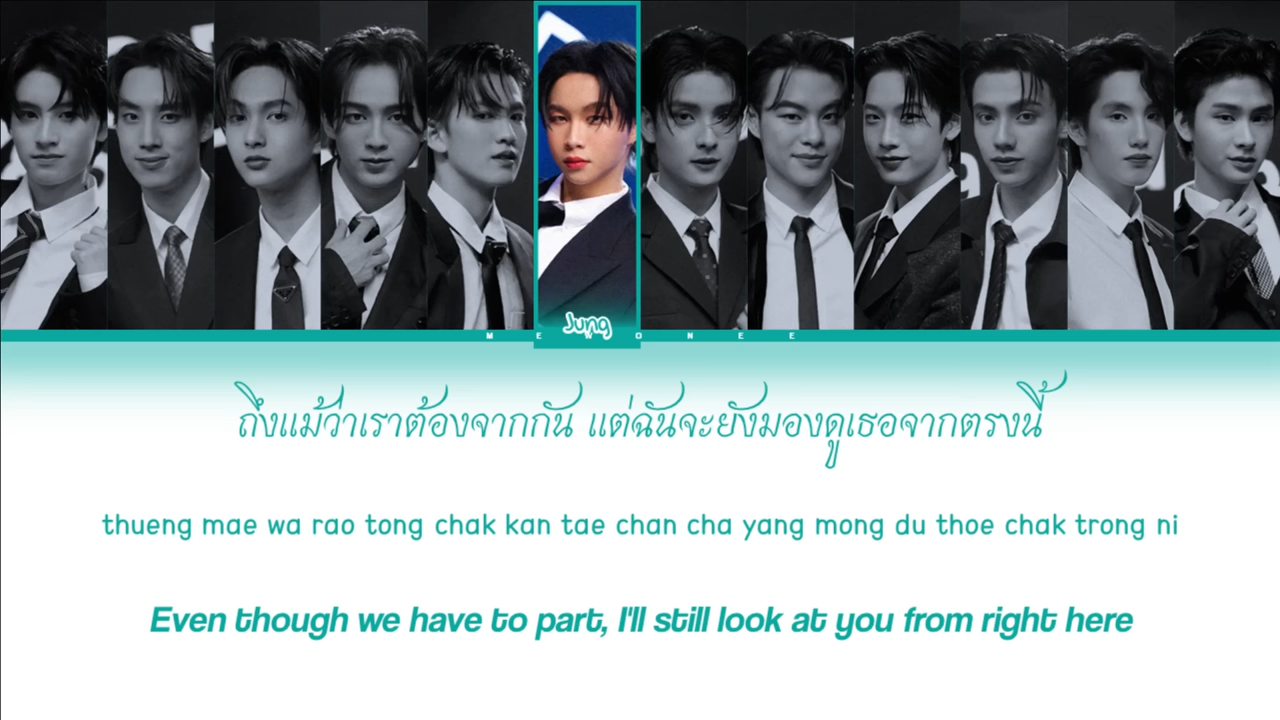 Jung
MEWONEE
ถึงแม้ว่าเราต้องจากกัน แต่ฉันจะยังมองดูเธอจากตรงนี้
thueng mae wa rao tong chak kan tae chan cha yang mong du thoe chak trong ni
Even though we have to part, I'll still look at you from right here